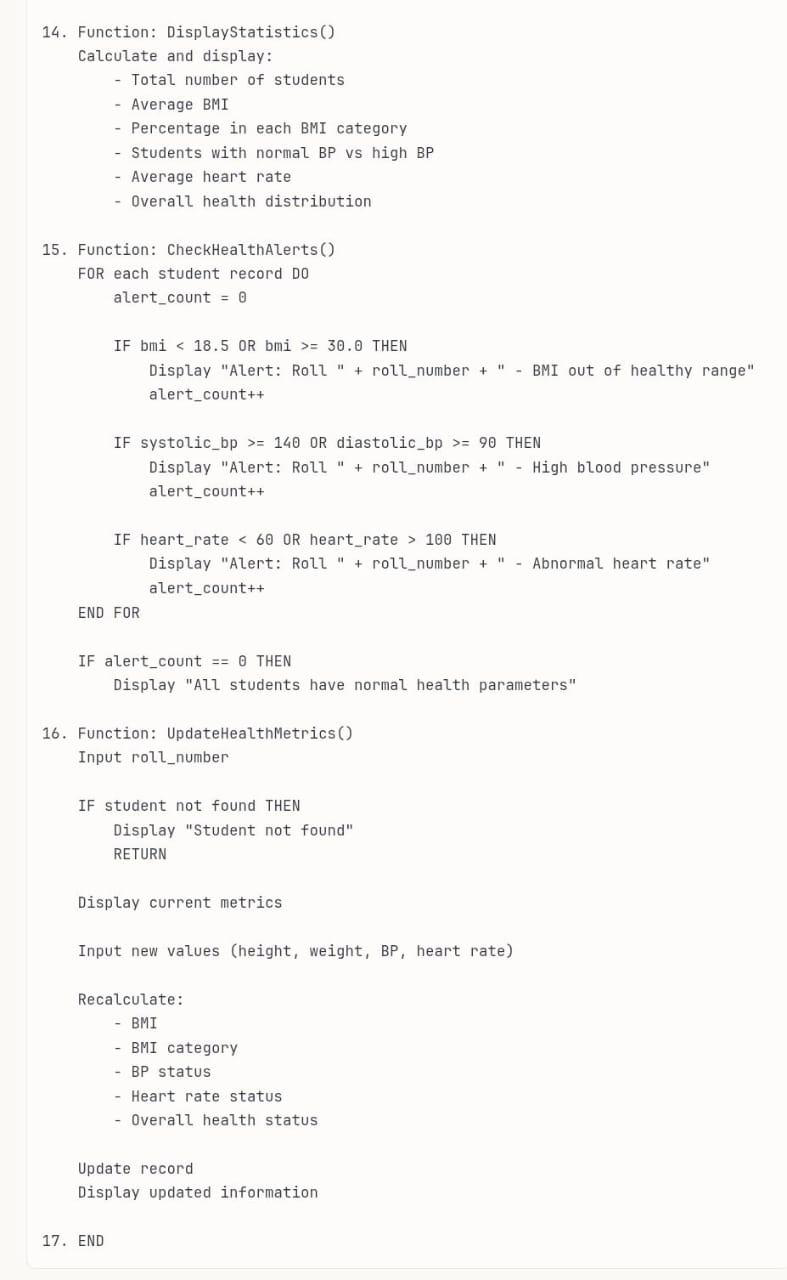 14. Function: DisplayStatistics()
    Calculate and display:
        - Total number of students
        - Average BMI
        - Percentage in each BMI category
        - Students with normal BP vs high BP
        - Average heart rate
        - Overall health distribution

15. Function: CheckHealthAlerts()
    FOR each student record DO
        alert_count = 0

        IF bmi < 18.5 OR bmi >= 30.0 THEN
            Display "Alert: Roll " + roll_number + " - BMI out of healthy range"
            alert_count++

        IF systolic_bp >= 140 OR diastolic_bp >= 90 THEN
            Display "Alert: Roll " + roll_number + " - High blood pressure"
            alert_count++

        IF heart_rate < 60 OR heart_rate > 100 THEN
            Display "Alert: Roll " + roll_number + " - Abnormal heart rate"
            alert_count++
    END FOR

    IF alert_count == 0 THEN
        Display "All students have normal health parameters"

16. Function: UpdateHealthMetrics()
    Input roll_number

    IF student not found THEN
        Display "Student not found"
        RETURN

    Display current metrics

    Input new values (height, weight, BP, heart rate)

    Recalculate:
        - BMI
        - BMI category
        - BP status
        - Heart rate status
        - Overall health status

    Update record
    Display updated information

17. END